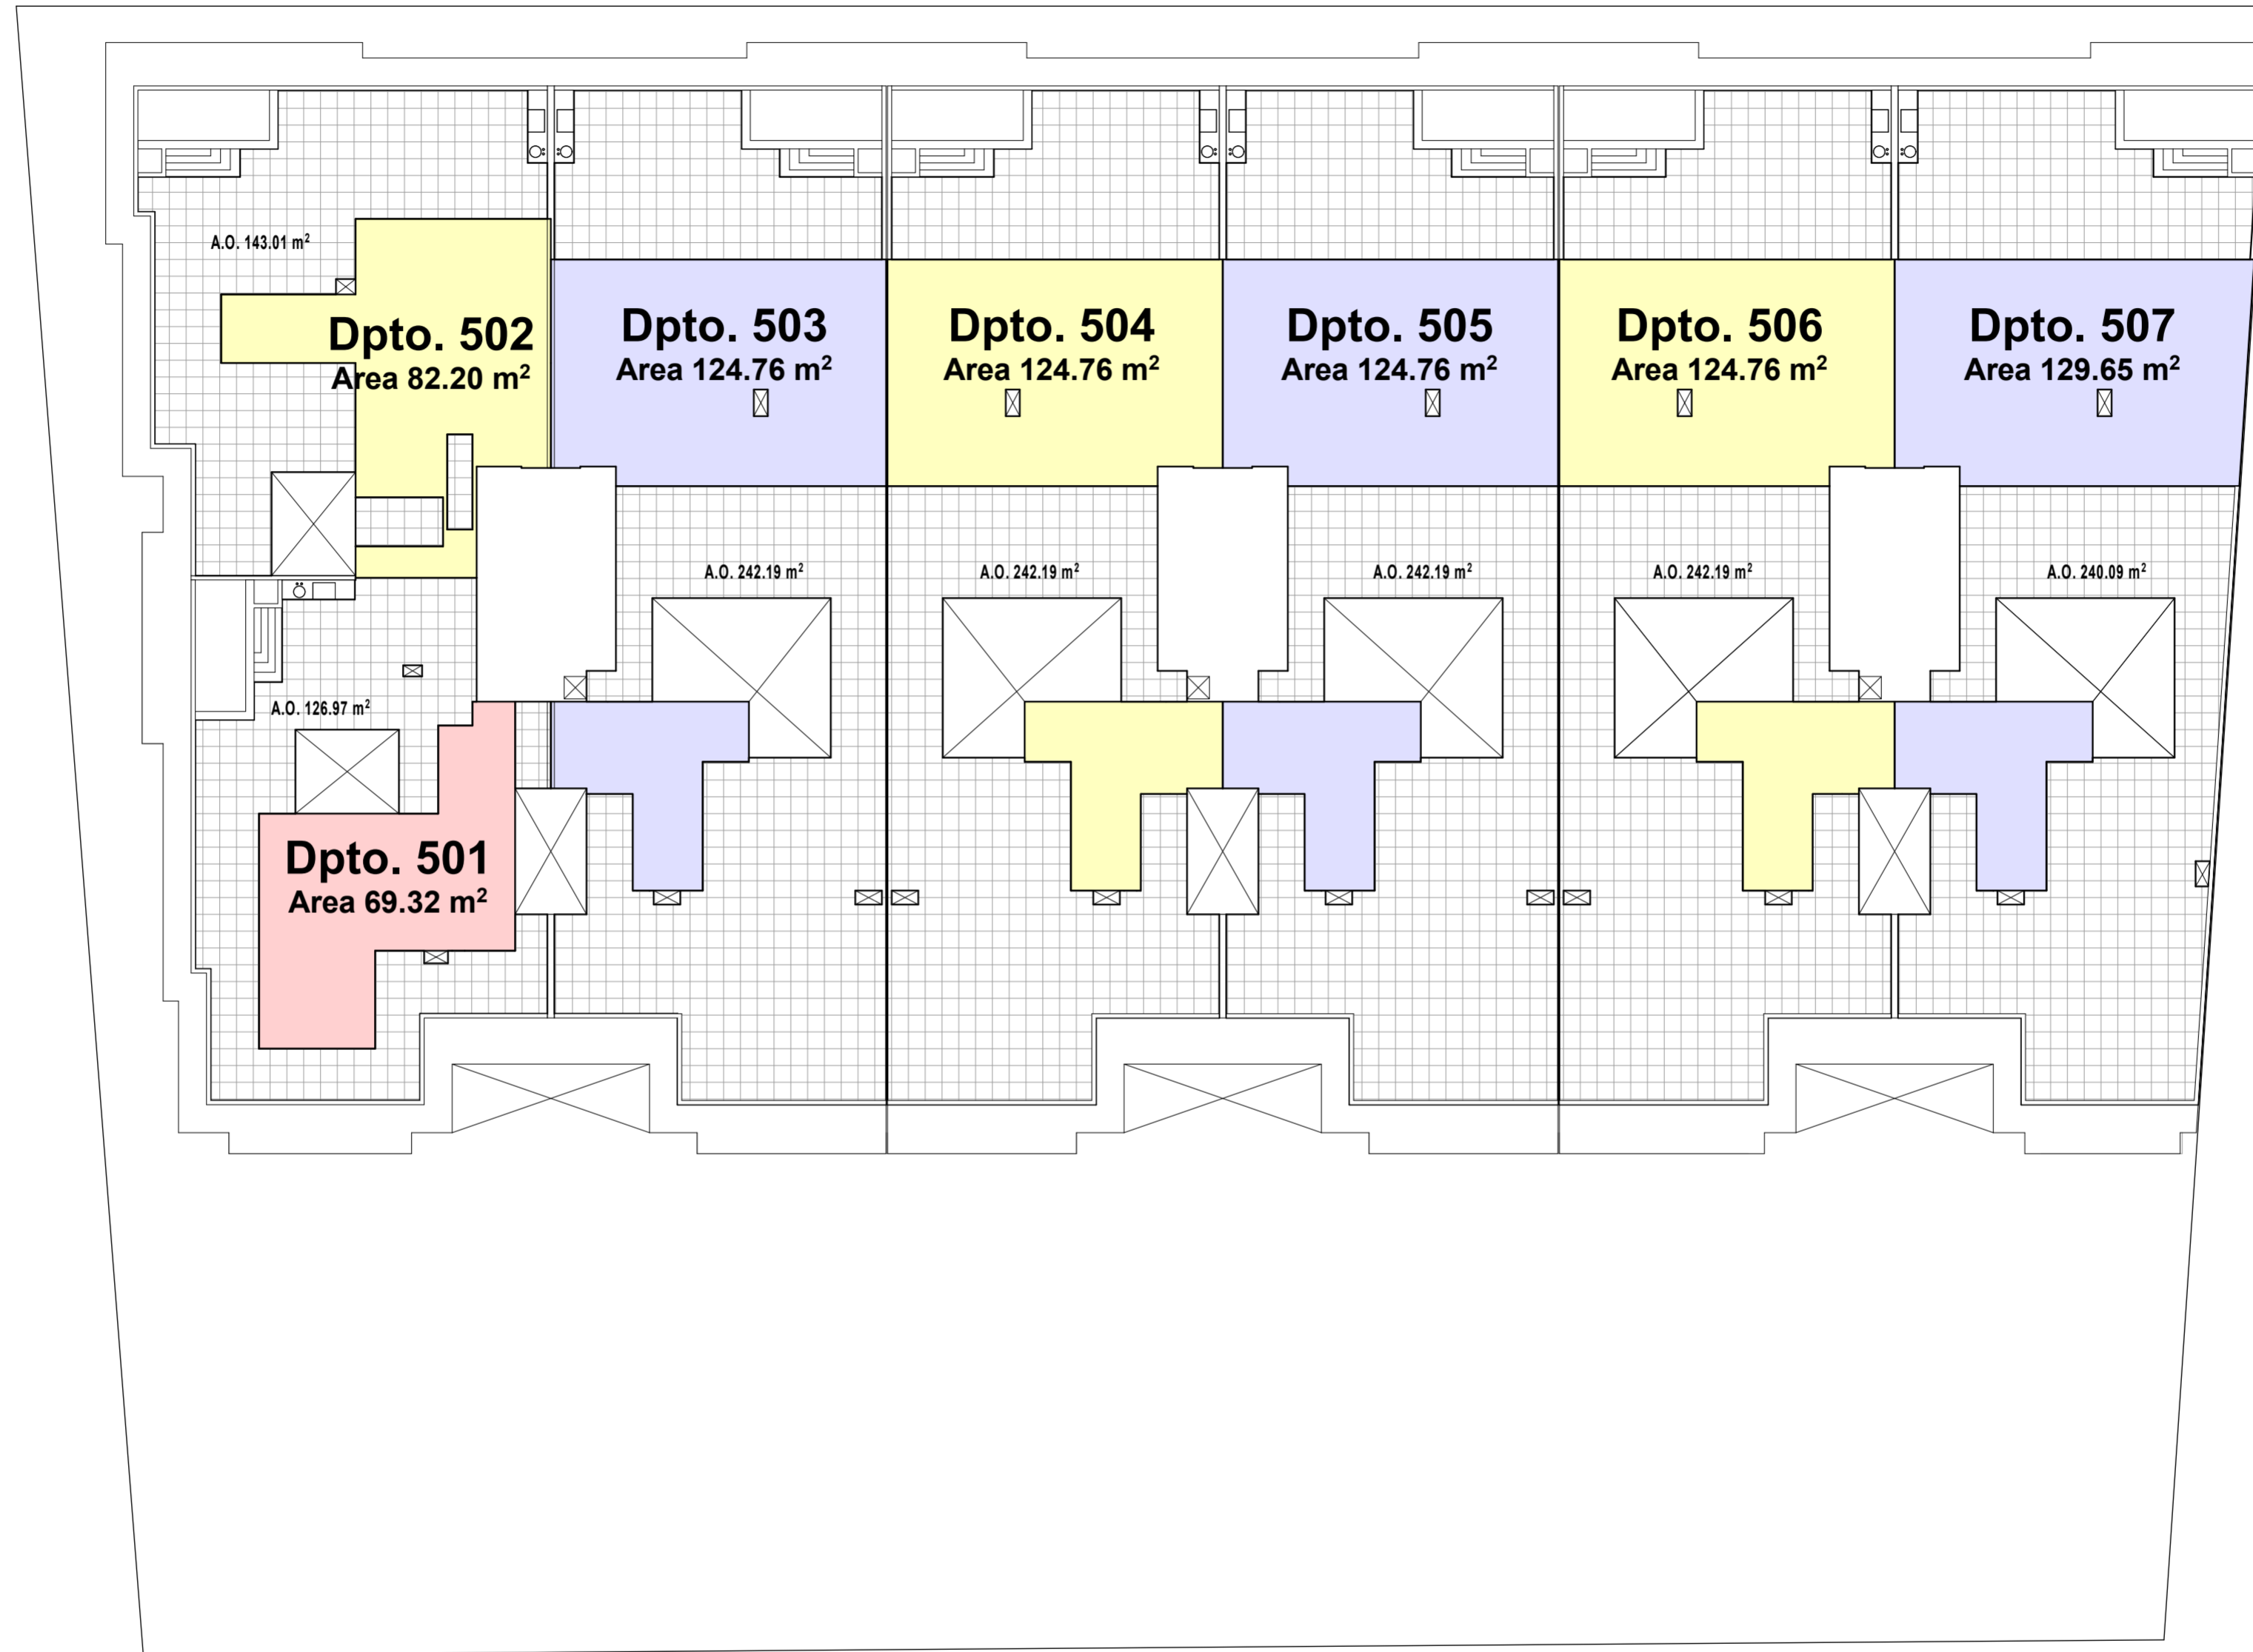 A.O. 143.01 m²
Dpto. 502
Area 82.20 m²
Dpto. 503
Area 124.76 m²
Dpto. 504
Area 124.76 m²
Dpto. 505
Area 124.76 m²
Dpto. 506
Area 124.76 m²
Dpto. 507
Area 129.65 m²
A.O. 242.19 m²
A.O. 242.19 m²
A.O. 242.19 m²
A.O. 242.19 m²
A.O. 240.09 m²
A.O. 126.97 m²
Dpto. 501
Area 69.32 m²